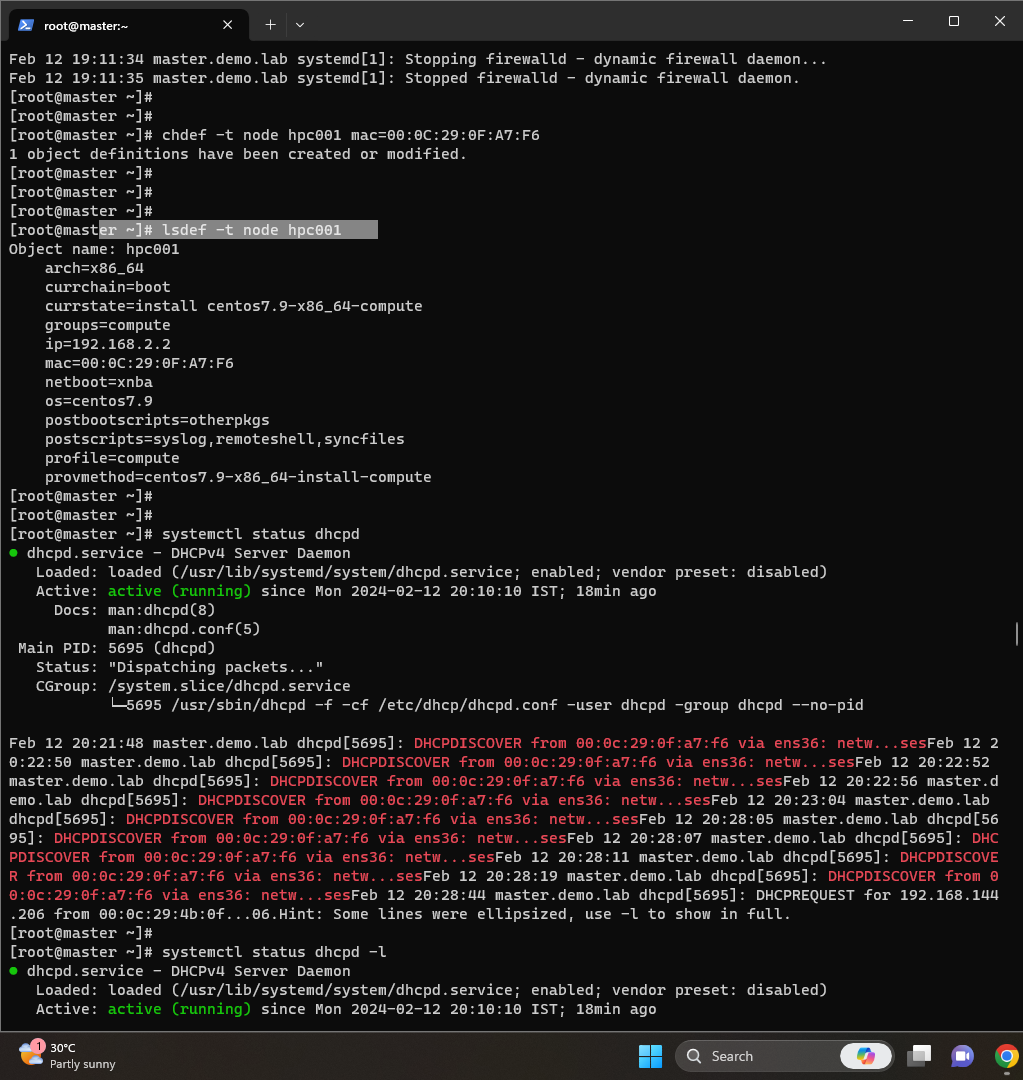 root@master:~
Feb 12 19:11:34 master.demo.lab systemd[1]: Stopping firewalld - dynamic firewall daemon...
Feb 12 19:11:35 master.demo.lab systemd[1]: Stopped firewalld - dynamic firewall daemon.
[root@master ~]#
[root@master ~]#
[root@master ~]# chdef -t node hpc001 mac=00:0C:29:0F:A7:F6
1 object definitions have been created or modified.
[root@master ~]#
[root@master ~]#
[root@master ~]#
[root@master ~]# lsdef -t node hpc001
Object name: hpc001
    arch=x86_64
    currchain=boot
    currstate=install centos7.9-x86_64-compute
    groups=compute
    ip=192.168.2.2
    mac=00:0C:29:0F:A7:F6
    netboot=xnba
    os=centos7.9
    postbootscripts=otherpkgs
    postscripts=syslog,remoteshell,syncfiles
    profile=compute
    provmethod=centos7.9-x86_64-install-compute
[root@master ~]#
[root@master ~]#
[root@master ~]# systemctl status dhcpd
● dhcpd.service - DHCPv4 Server Daemon
   Loaded: loaded (/usr/lib/systemd/system/dhcpd.service; enabled; vendor preset: disabled)
   Active: active (running) since Mon 2024-02-12 20:10:10 IST; 18min ago
     Docs: man:dhcpd(8)
           man:dhcpd.conf(5)
 Main PID: 5695 (dhcpd)
   Status: "Dispatching packets..."
   CGroup: /system.slice/dhcpd.service
           └─5695 /usr/sbin/dhcpd -f -cf /etc/dhcp/dhcpd.conf -user dhcpd -group dhcpd --no-pid
Feb 12 20:21:48 master.demo.lab dhcpd[5695]: DHCPDISCOVER from 00:0c:29:0f:a7:f6 via ens36: netw...sesFeb 12 2
0:22:50 master.demo.lab dhcpd[5695]: DHCPDISCOVER from 00:0c:29:0f:a7:f6 via ens36: netw...sesFeb 12 20:22:52
master.demo.lab dhcpd[5695]: DHCPDISCOVER from 00:0c:29:0f:a7:f6 via ens36: netw...sesFeb 12 20:22:56 master.d
emo.lab dhcpd[5695]: DHCPDISCOVER from 00:0c:29:0f:a7:f6 via ens36: netw...sesFeb 12 20:23:04 master.demo.lab
dhcpd[5695]: DHCPDISCOVER from 00:0c:29:0f:a7:f6 via ens36: netw...sesFeb 12 20:28:05 master.demo.lab dhcpd[56
95]: DHCPDISCOVER from 00:0c:29:0f:a7:f6 via ens36: netw...sesFeb 12 20:28:07 master.demo.lab dhcpd[5695]: DHC
PDISCOVER from 00:0c:29:0f:a7:f6 via ens36: netw...sesFeb 12 20:28:11 master.demo.lab dhcpd[5695]: DHCPDISCOVE
R from 00:0c:29:0f:a7:f6 via ens36: netw...sesFeb 12 20:28:19 master.demo.lab dhcpd[5695]: DHCPDISCOVER from 0
0:0c:29:0f:a7:f6 via ens36: netw...sesFeb 12 20:28:44 master.demo.lab dhcpd[5695]: DHCPREQUEST for 192.168.144
.206 from 00:0c:29:4b:0f...06.Hint: Some lines were ellipsized, use -l to show in full.
[root@master ~]#
[root@master ~]# systemctl status dhcpd -l
● dhcpd.service - DHCPv4 Server Daemon
   Loaded: loaded (/usr/lib/systemd/system/dhcpd.service; enabled; vendor preset: disabled)
   Active: active (running) since Mon 2024-02-12 20:10:10 IST; 18min ago
1
30°C
Partly sunny
Search